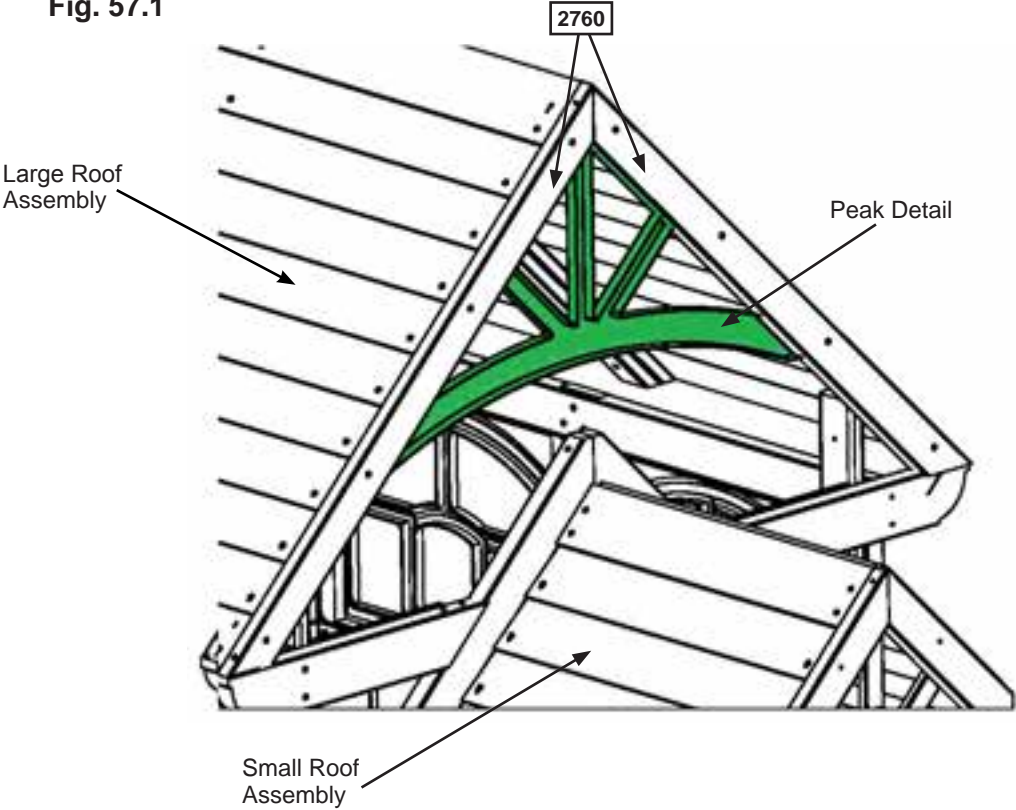 Fig. 57.1
2760
Large Roof
Assembly
Peak Detail
Small Roof
Assembly